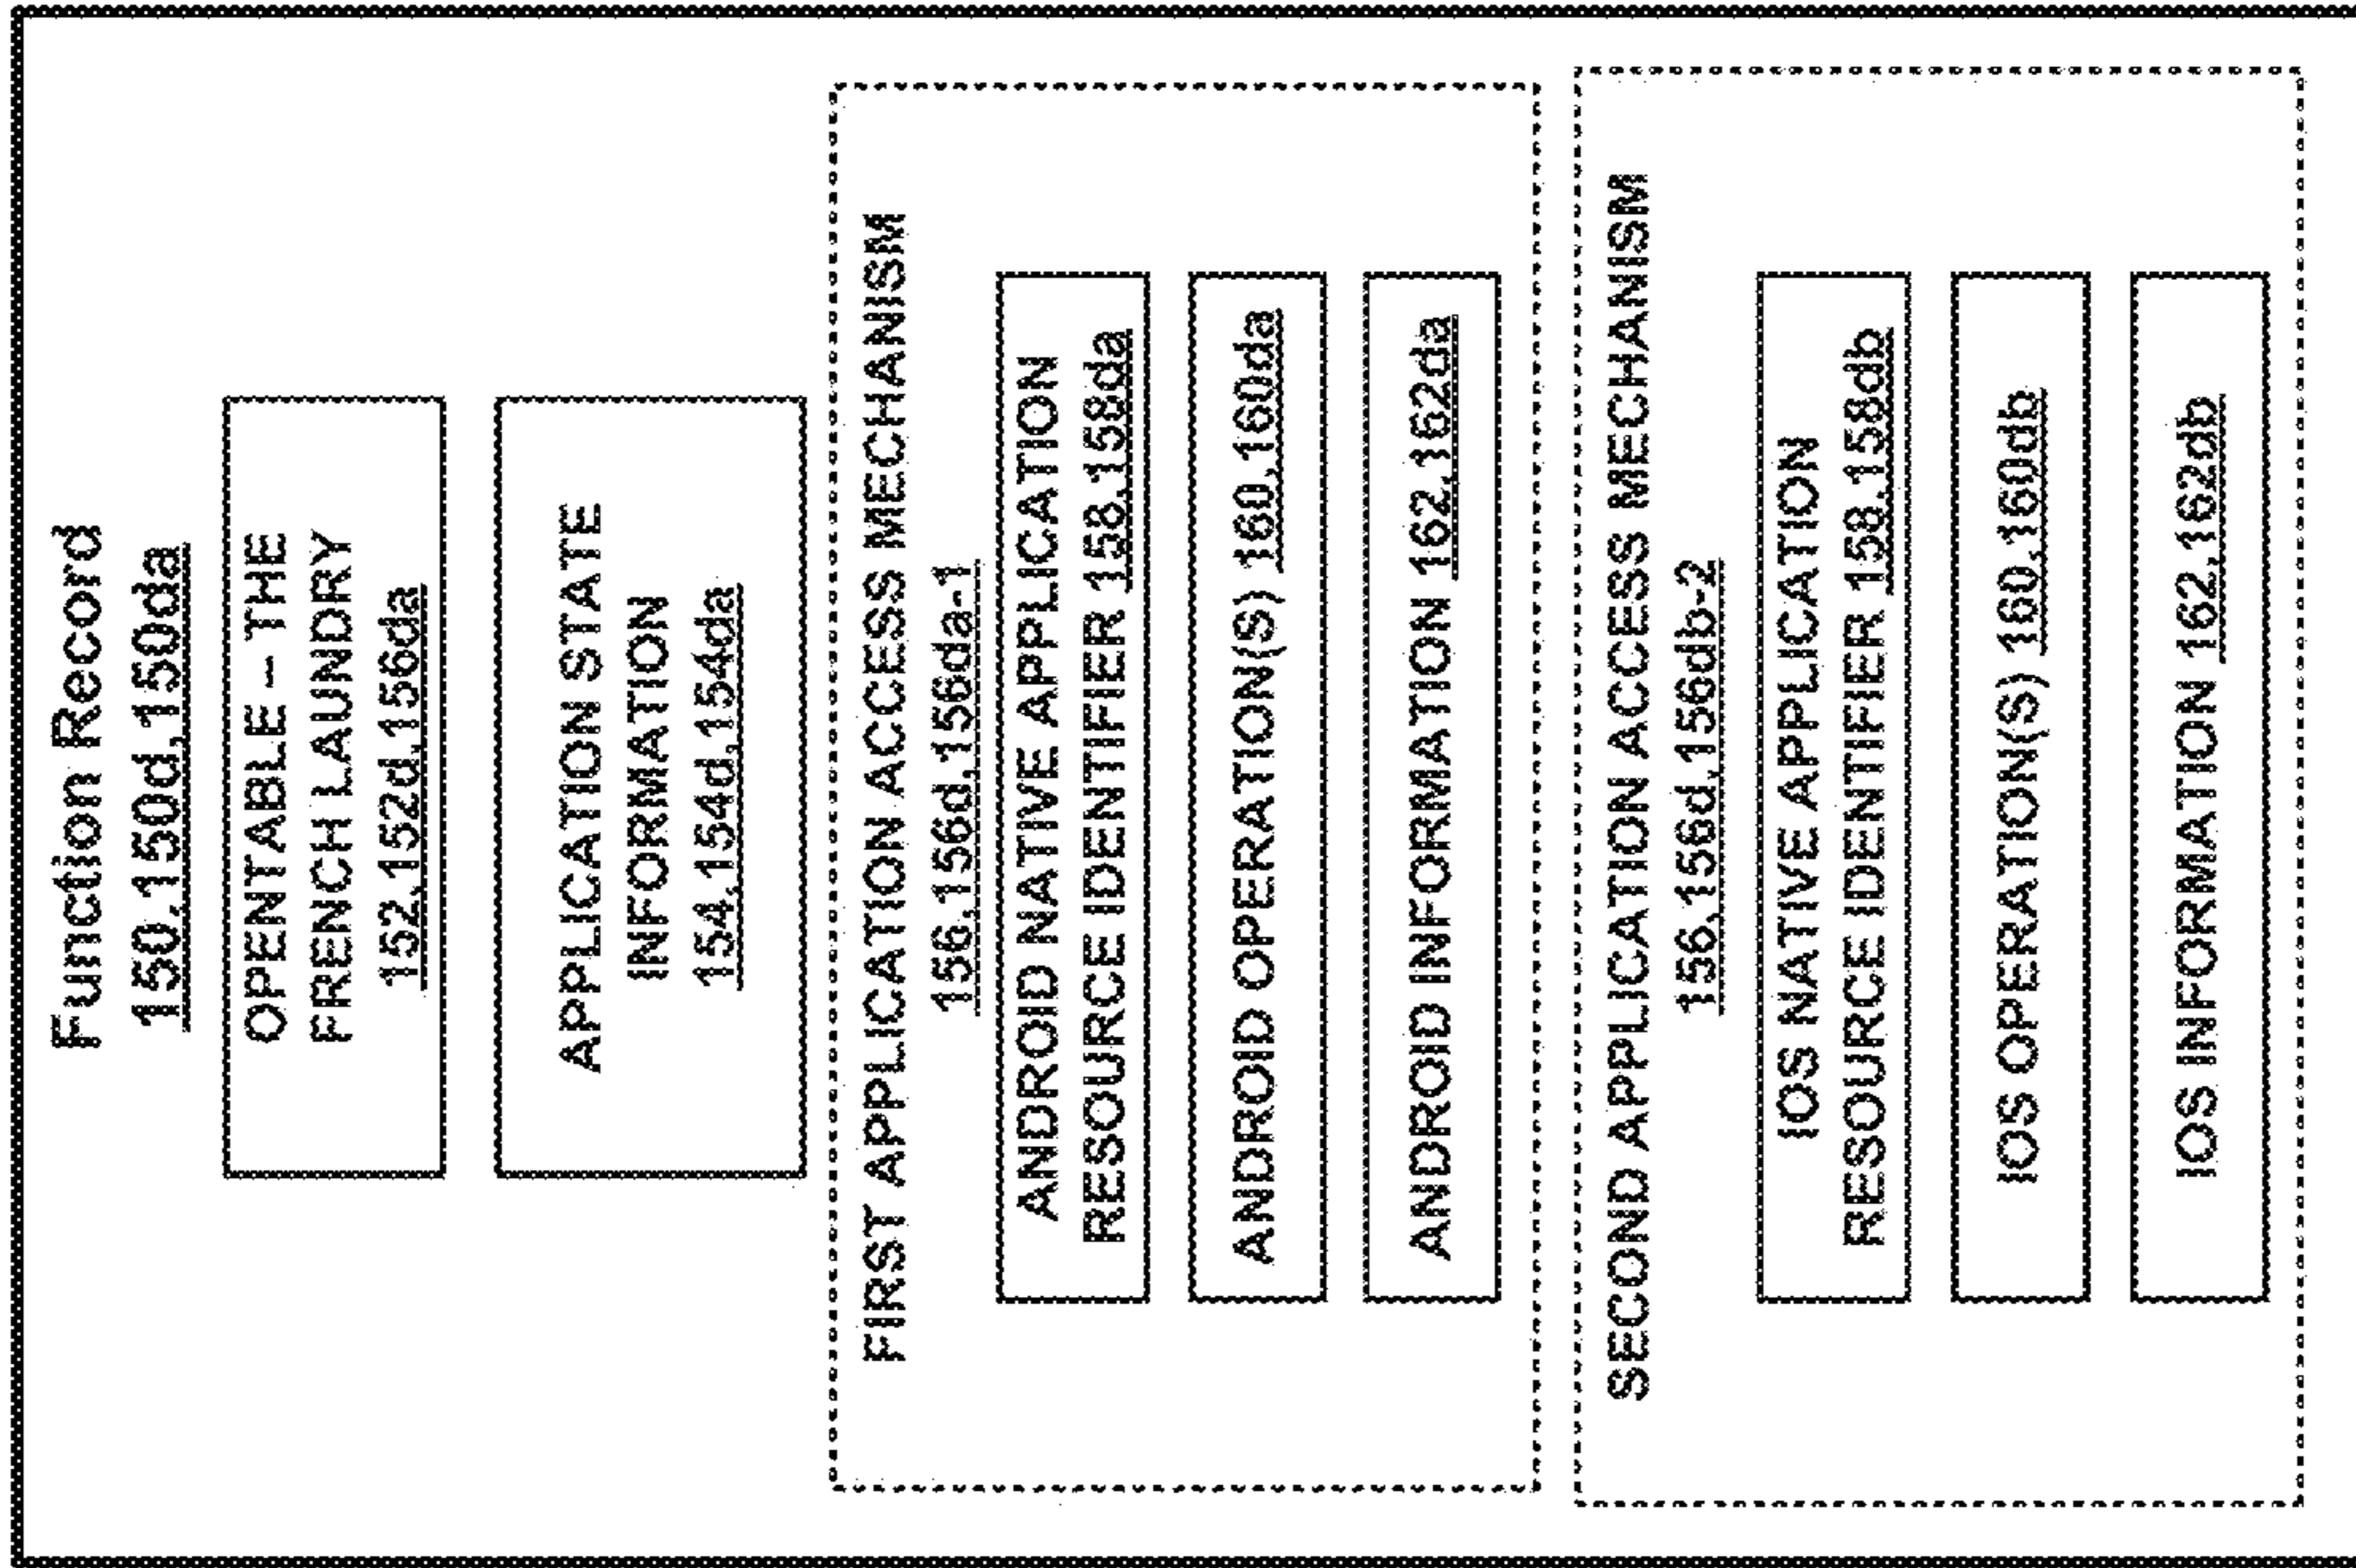 Function Record
150,150d,150da
OPENTABLE – THE
FRENCH LAUNDRY
152,152d,156da
APPLICATION STATE
INFORMATION
154,154d,154da
FIRST APPLICATION ACCESS MECHANISM
156,156d,156da-1
ANDROID NATIVE APPLICATION
RESOURCE IDENTIFIER 158,158da
ANDROID OPERATION(S) 160,160da
ANDROID INFORMATION 162,162da
SECOND APPLICATION ACCESS MECHANISM
156,156d,156db-2
IOS NATIVE APPLICATION
RESOURCE IDENTIFIER 158,158db
IOS OPERATION(S) 160,160db
IOS INFORMATION 162,162db